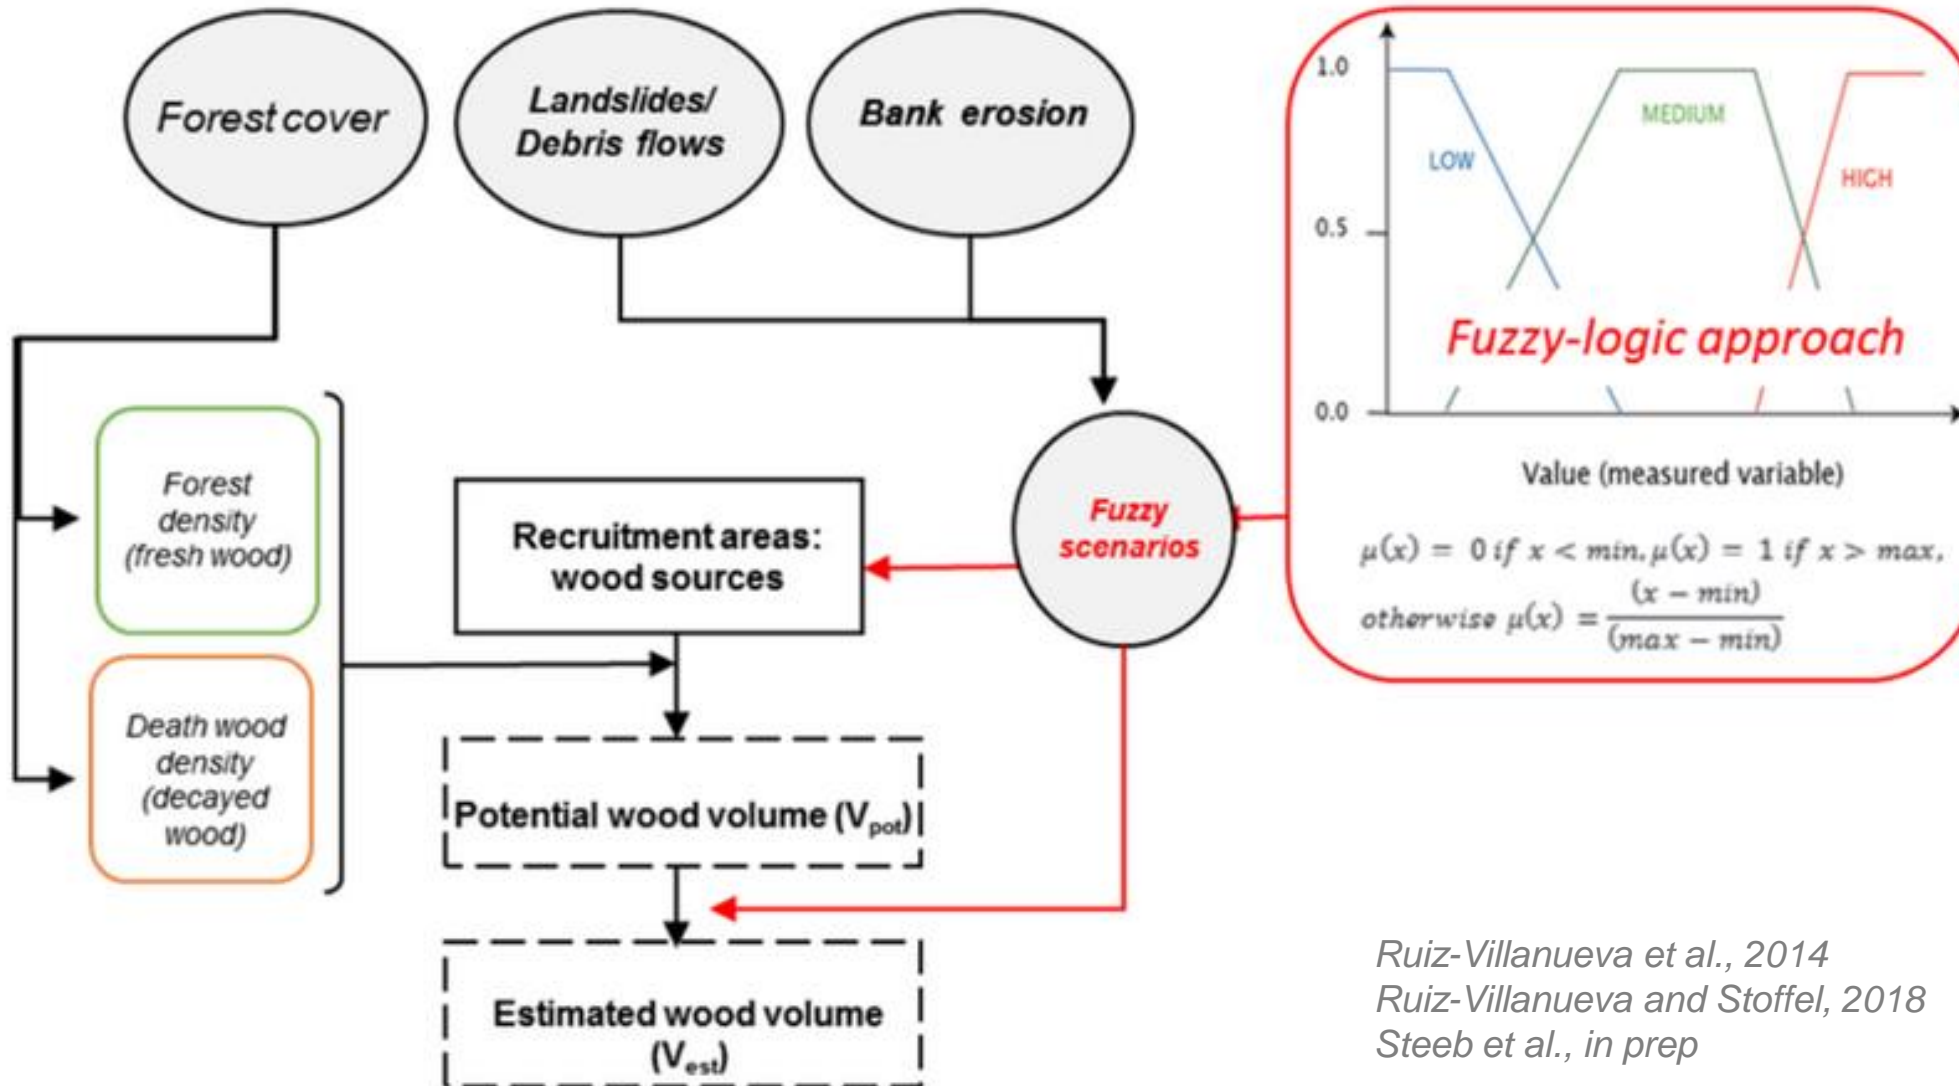 Forest cover
Landslides/
Debris flows
Bank erosion
1.0
0.5
0.0
LOW
MEDIUM
HIGH
Fuzzy-logic approach
Value (measured variable)
μ(x) = 0 if x < min, μ(x) = 1 if x > max,
otherwise μ(x) = (x − min)
(max − min)
Forest
density
(fresh wood)
Death wood
density
(decayed
wood)
Recruitment areas:
wood sources
Fuzzy
scenarios
Potential wood volume (Vpot)
Estimated wood volume
(Vest)
Ruiz-Villanueva et al., 2014
Ruiz-Villanueva and Stoffel, 2018
Steeb et al., in prep